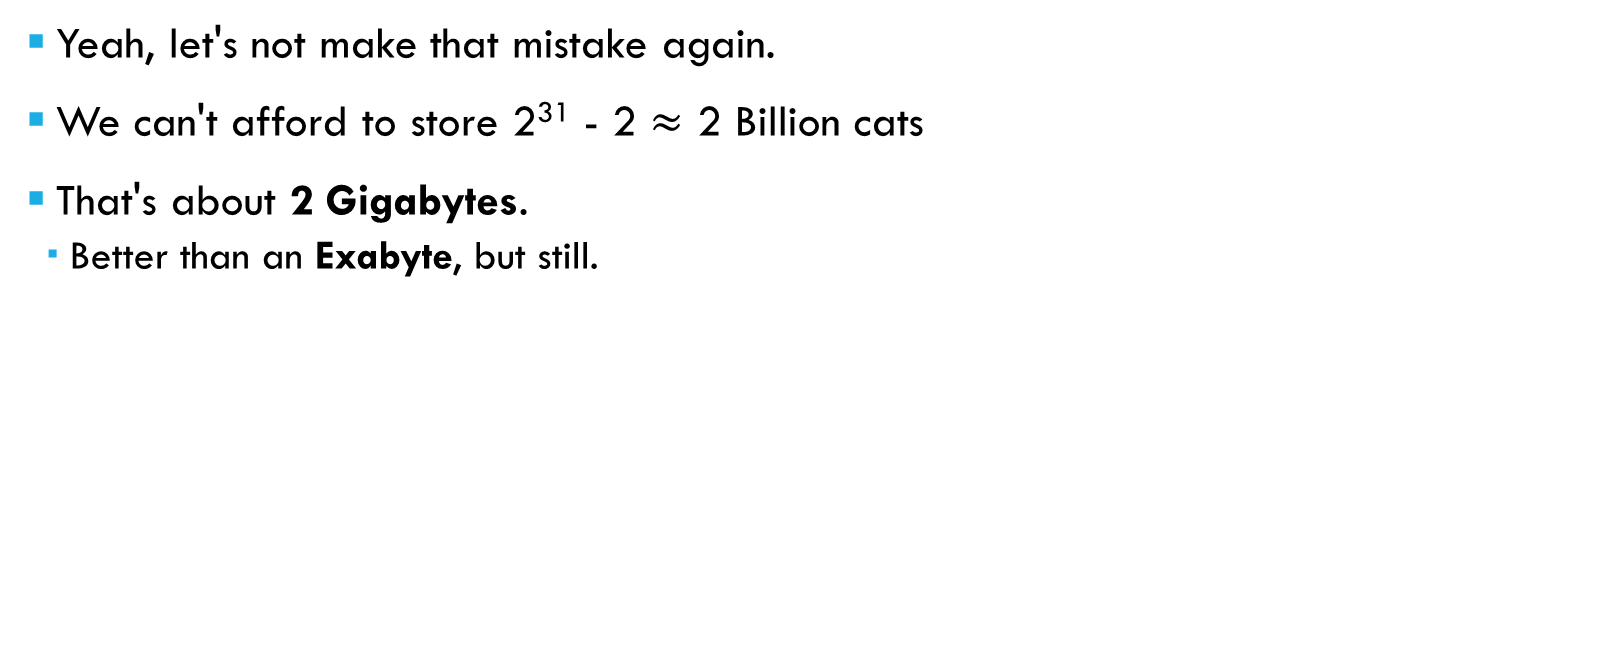 Yeah, let's not make that mistake again.
We can't afford to store 2³¹ - 2 ≈ 2 Billion cats
That's about 2 Gigabytes.
Better than an Exabyte, but still.